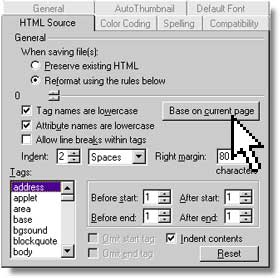 General AutoThumbnail Default Font
HTML Source Color Coding Spelling Compatibility
General
When saving file(s):
Preserve existing HTML
Reformat using the rules below
0
Tag names are lowercase
Base on current page
Attribute names are lowercase
Allow line breaks within tags
Indent: 2 Spaces Right margin: 80
characters
Tags:
address
applet
area
base
bgsound
blockquote
body
Before start: 1 After start: 1
Before end: 1 After end: 1
Omit start tag Indent contents
Omit end tag Reset